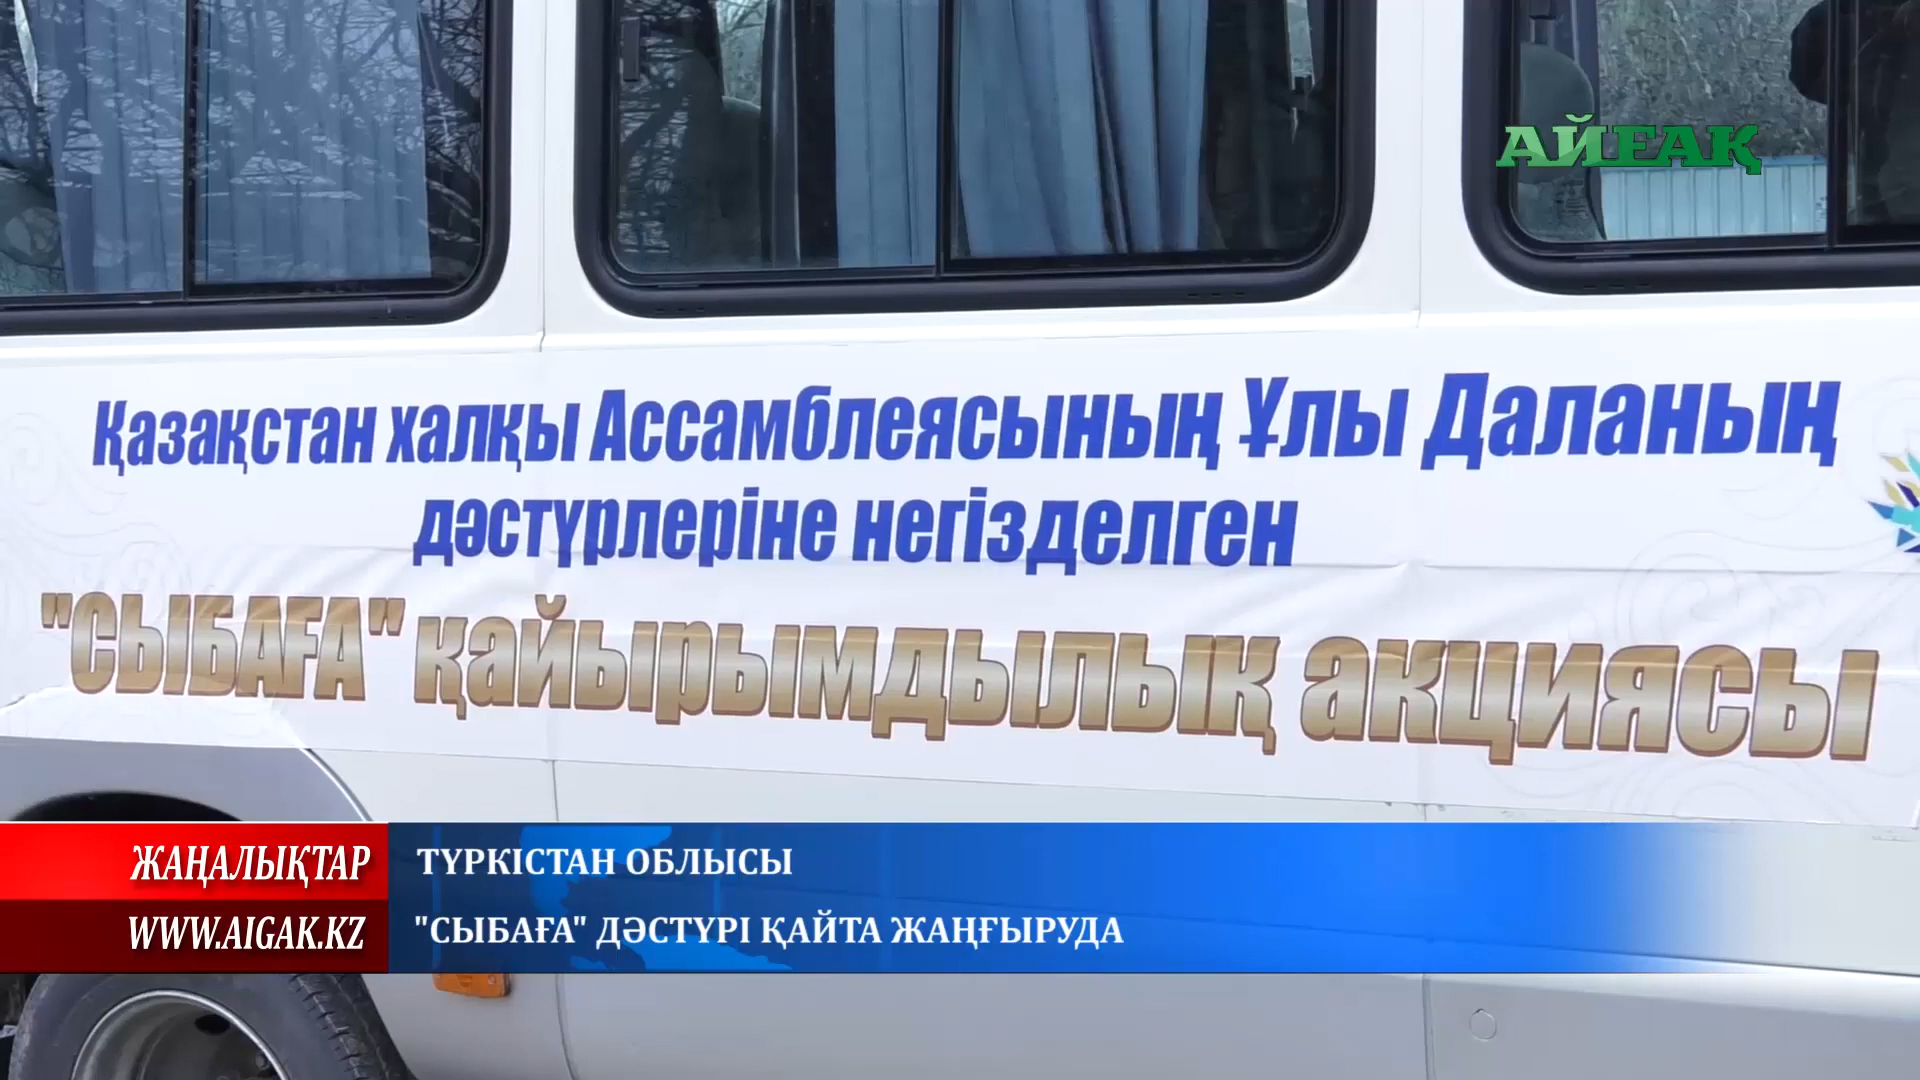 АЙҒАҚ
Қазақстан халқы Ассамблеясының Ұлы Даланың
дәстүрлеріне негізделген
"СЫБАҒА" қайырымдылық акциясы
ЖАҢАЛЫҚТАР
ТҮРКІСТАН ОБЛЫСЫ
WWW.AIGAK.KZ
"СЫБАҒА" ДӘСТҮРІ ҚАЙТА ЖАҢҒЫРУДА